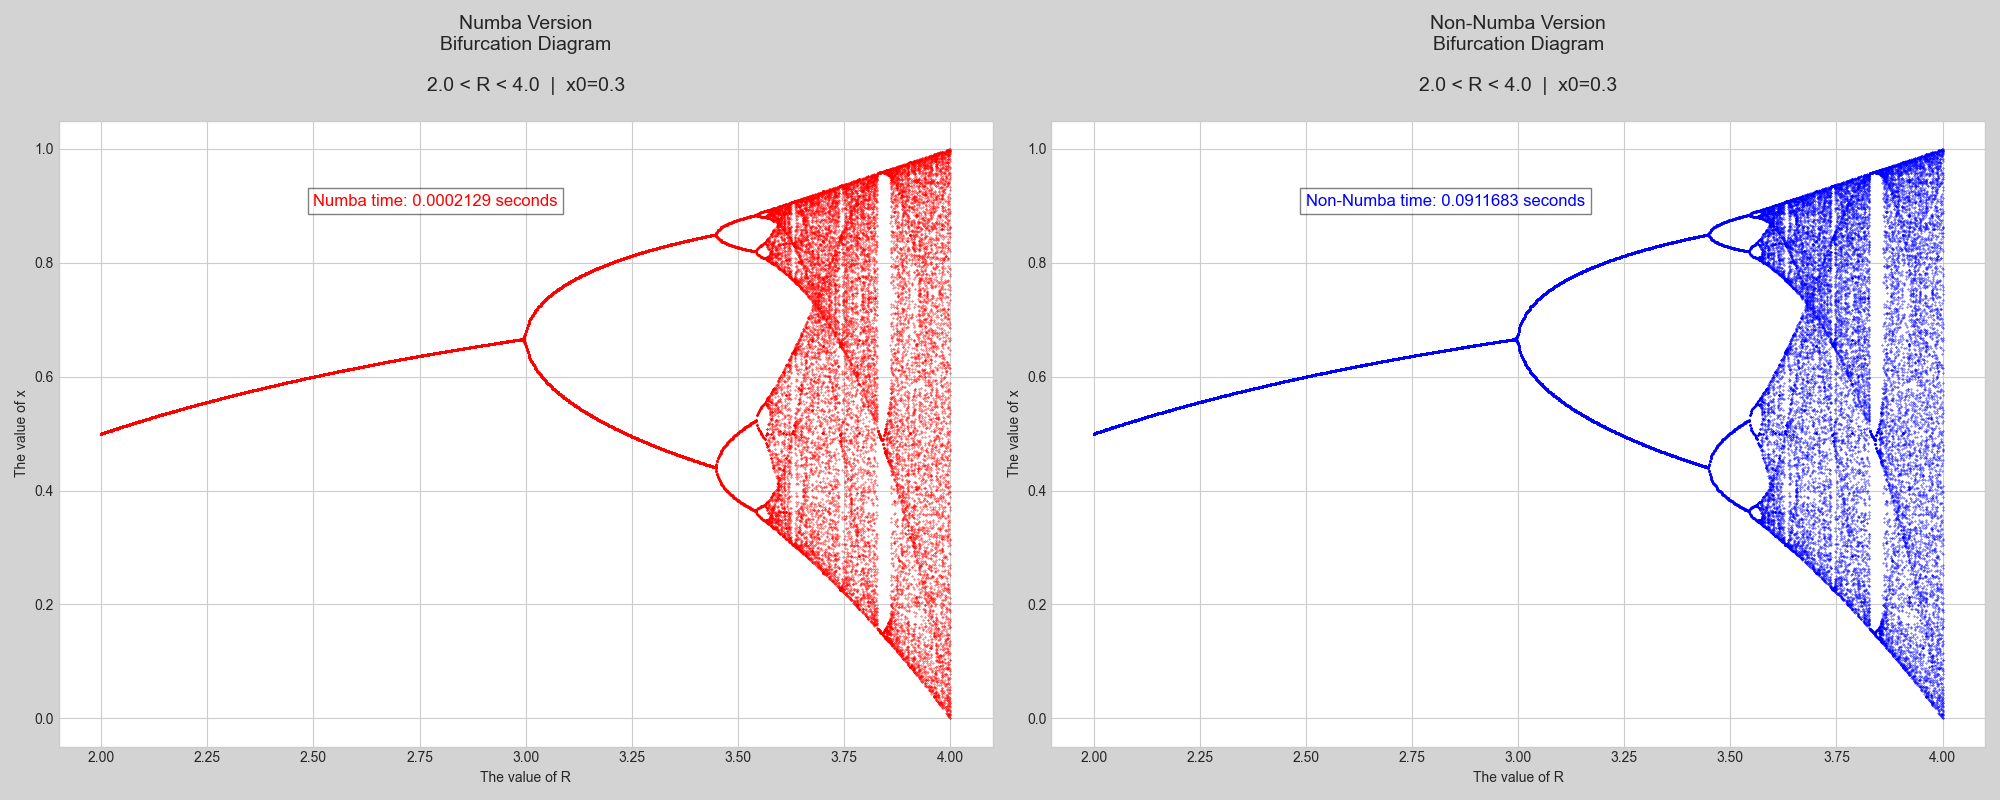 Numba Version
Bifurcation Diagram
2.0 < R < 4.0 | x0=0.3
Numba time: 0.0002129 seconds
The value of x
1.0
0.8
0.6
0.4
0.2
0.0
2.00 2.25 2.50 2.75 3.00 3.25 3.50 3.75 4.00
The value of R
Non-Numba Version
Bifurcation Diagram
2.0 < R < 4.0 | x0=0.3
Non-Numba time: 0.0911683 seconds
The value of x
1.0
0.8
0.6
0.4
0.2
0.0
2.00 2.25 2.50 2.75 3.00 3.25 3.50 3.75 4.00
The value of R